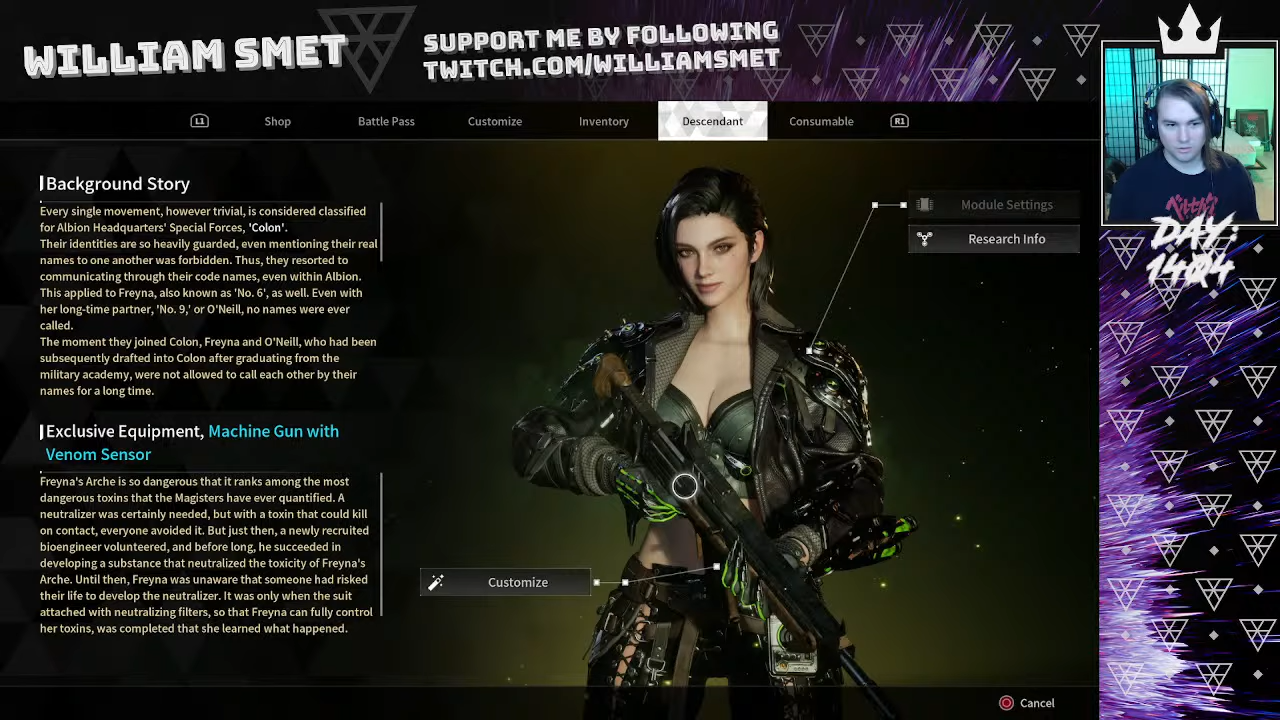 WILLIAM SMET
SUPPORT ME BY FOLLOWING
TWITCH.COM/WILLIAMSMET
L1
Shop
Battle Pass
Customize
Inventory
Descendant
Consumable
R1
Background Story
Every single movement, however trivial, is considered classified
for Albion Headquarters' Special Forces, 'Colon'.
Their identities are so heavily guarded, even mentioning their real
names to one another was forbidden. Thus, they resorted to
communicating through their code names, even within Albion.
This applied to Freyna, also known as 'No. 6', as well. Even with
her long-time partner, 'No. 9,' or O'Neill, no names were ever
called.
The moment they joined Colon, Freyna and O'Neill, who had been
subsequently drafted into Colon after graduating from the
military academy, were not allowed to call each other by their
names for a long time.
Exclusive Equipment, Machine Gun with
Venom Sensor
Freyna's Arche is so dangerous that it ranks among the most
dangerous toxins that the Magisters have ever quantified. A
neutralizer was certainly needed, but with a toxin that could kill
on contact, everyone avoided it. But just then, a newly recruited
bioengineer volunteered, and before long, he succeeded in
developing a substance that neutralized the toxicity of Freyna's
Arche. Until then, Freyna was unaware that someone had risked
their life to develop the neutralizer. It was only when the suit
attached with neutralizing filters, so that Freyna can fully control
her toxins, was completed that she learned what happened.
Module Settings
Research Info
Customize
Cancel
ベルセルク
DAY:
1404